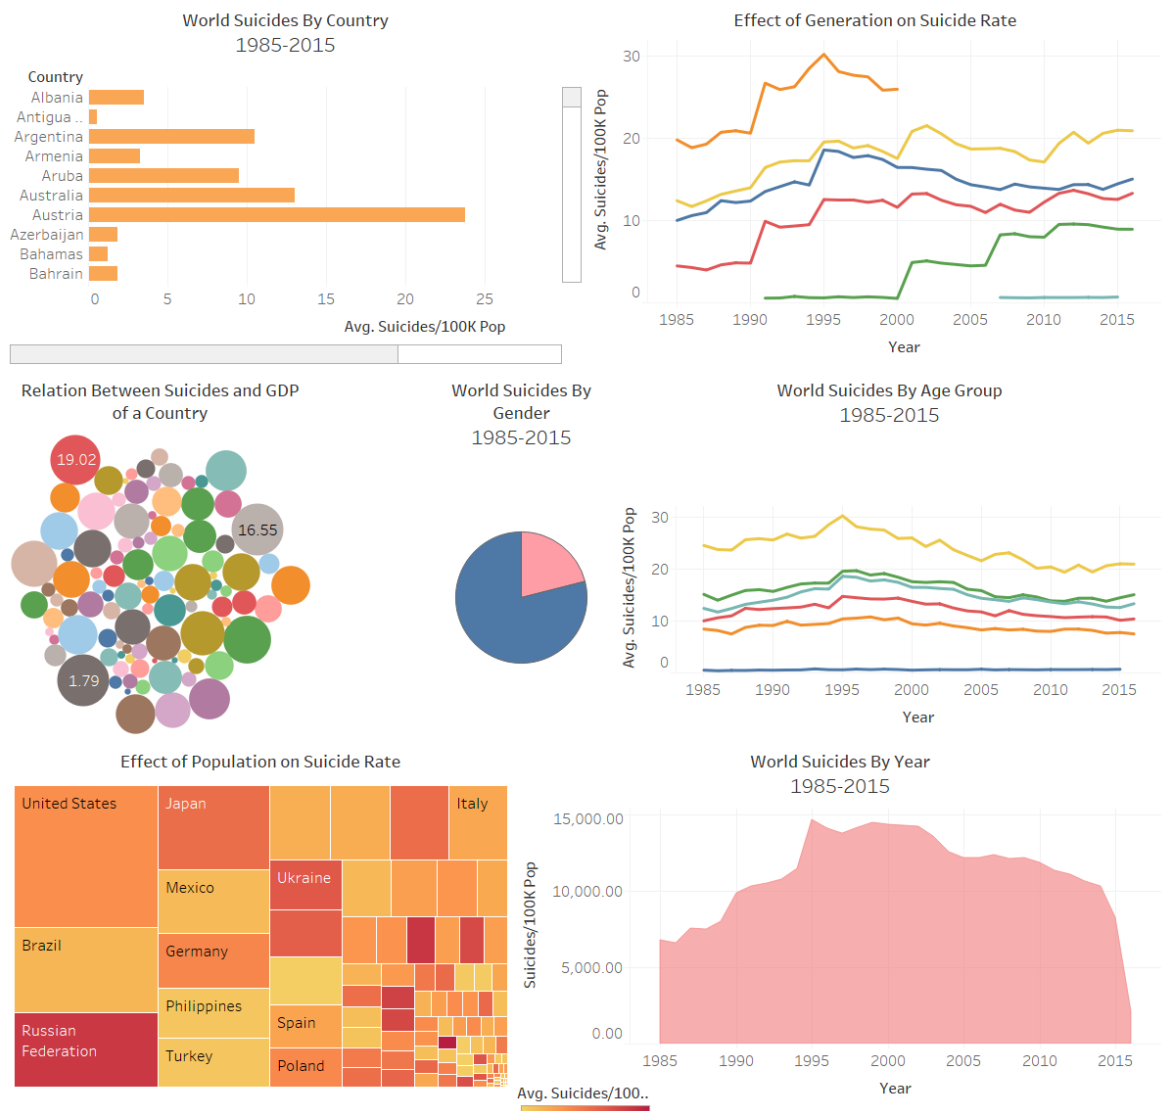 World Suicides By Country
1985-2015
Country
Albania
Antigua ..
Argentina
Armenia
Aruba
Australia
Austria
Azerbaijan
Bahamas
Bahrain
0 5 10 15 20 25
Avg. Suicides/100K Pop
Effect of Generation on Suicide Rate
30
20
10
0
Avg. Suicides/100K Pop
1985 1990 1995 2000 2005 2010 2015
Year
Relation Between Suicides and GDP
of a Country
19.02
16.55
1.79
World Suicides By
Gender
1985-2015
World Suicides By Age Group
1985-2015
30
20
10
0
Avg. Suicides/100K Pop
1985 1990 1995 2000 2005 2010 2015
Year
Effect of Population on Suicide Rate
United States
Japan
Italy
Ukraine
Mexico
Brazil
Germany
Philippines
Russian
Federation
Spain
Turkey
Poland
Avg. Suicides/100..
World Suicides By Year
1985-2015
15,000.00
10,000.00
5,000.00
0.00
Suicides/100K Pop
1985 1990 1995 2000 2005 2010 2015
Year